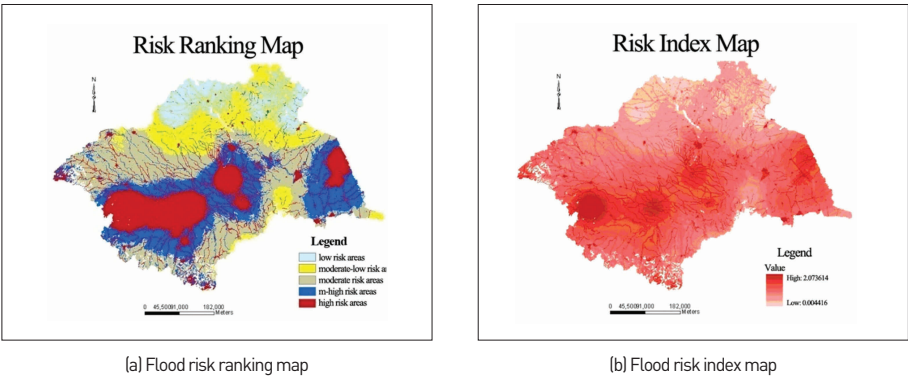 Risk Ranking Map
N
Legend
low risk areas
moderate-low risk a
moderate risk areas
m-high risk areas
high risk areas
0 45,50091,000 182,000
Meters
(a) Flood risk ranking map
Risk Index Map
N
Legend
Value
High: 2.073614
Low: 0.004416
0 45,50091,000 182,000
Meters
(b) Flood risk index map